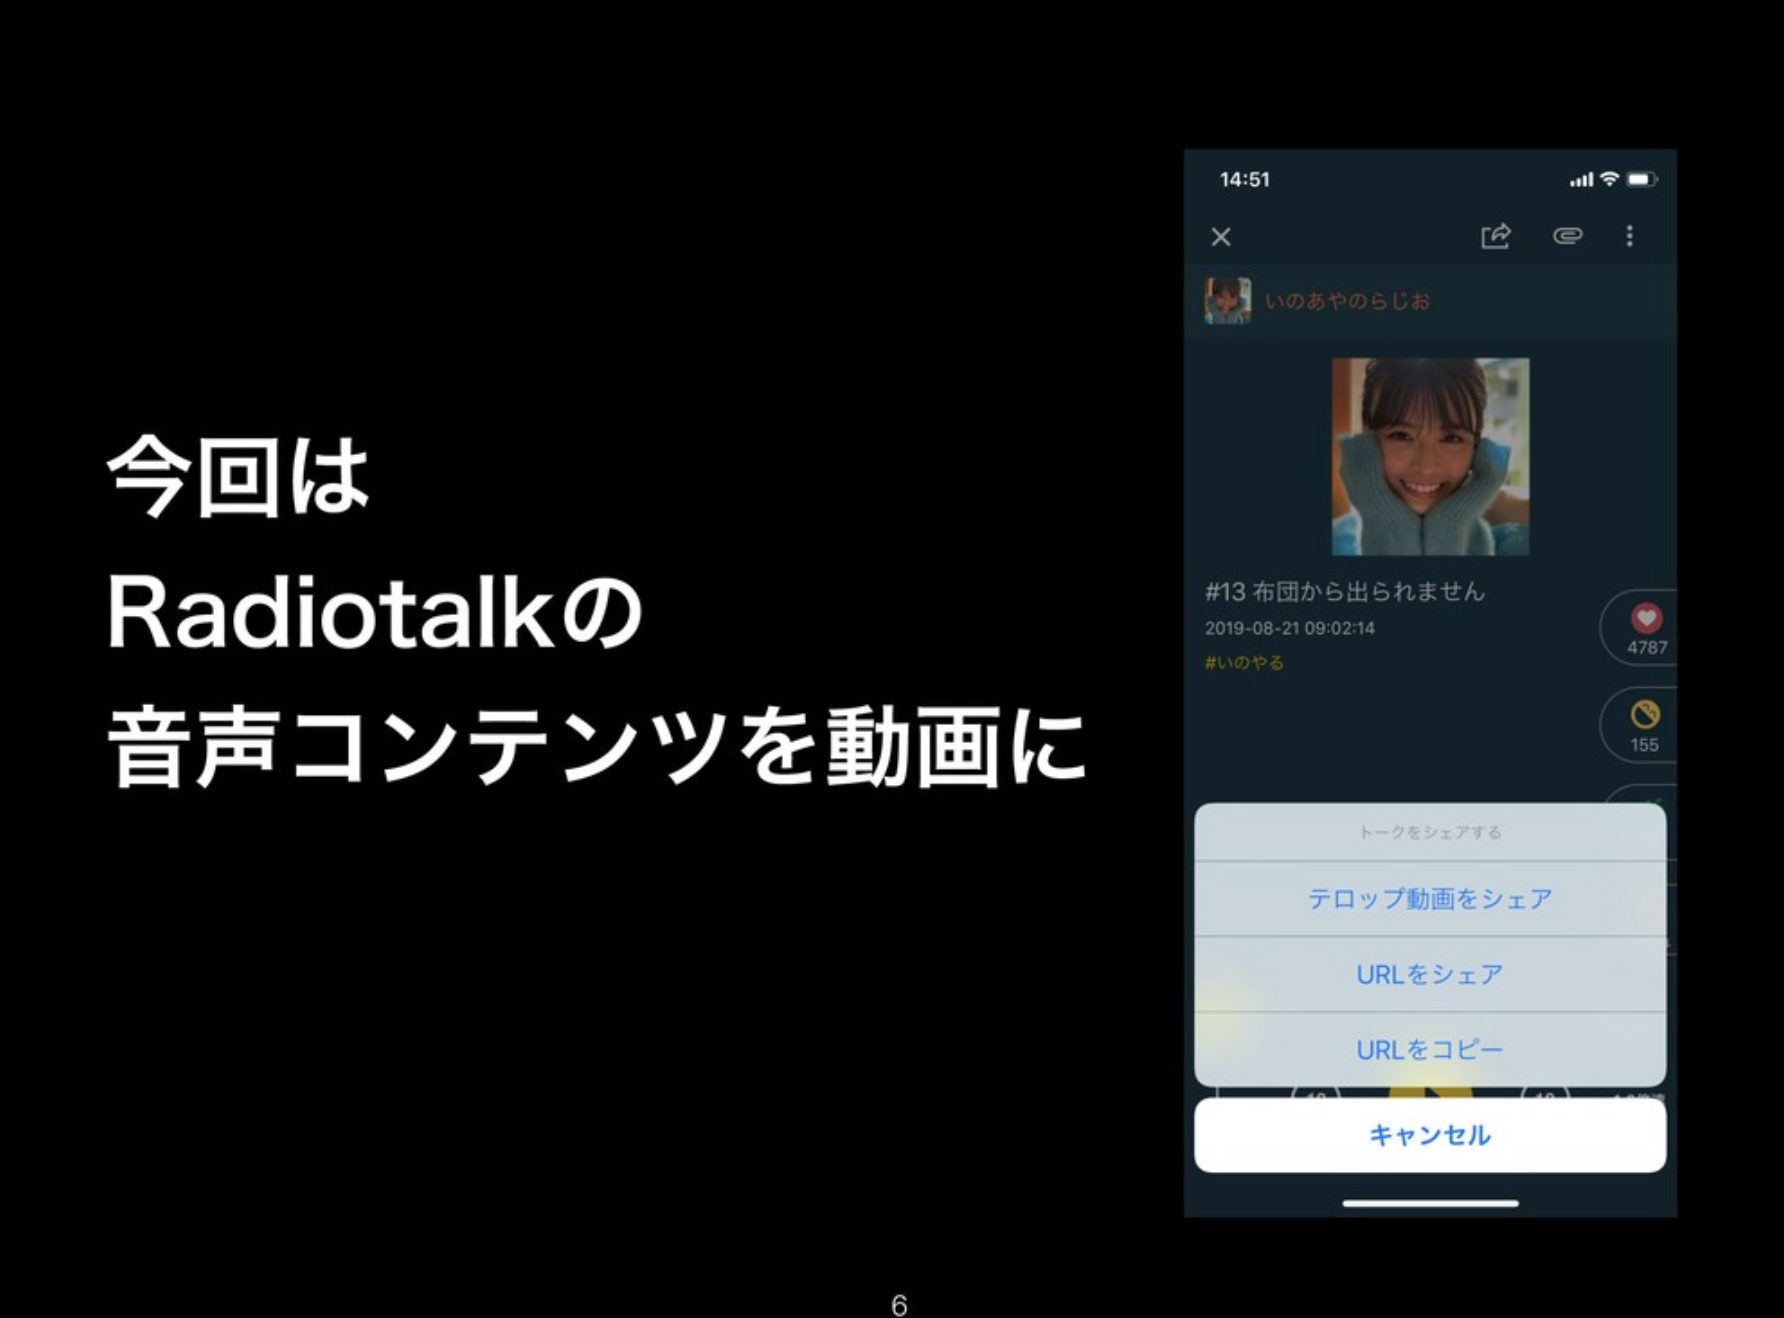 今回は
Radiotalkの
音声コンテンツを動画に
14:51
いのあやのらじお
#13 布団から出られません
2019-08-21 09:02:14
#いのやる
4787
155
トークをシェアする
テロップ動画をシェア
URLをシェア
URLをコピー
キャンセル
6